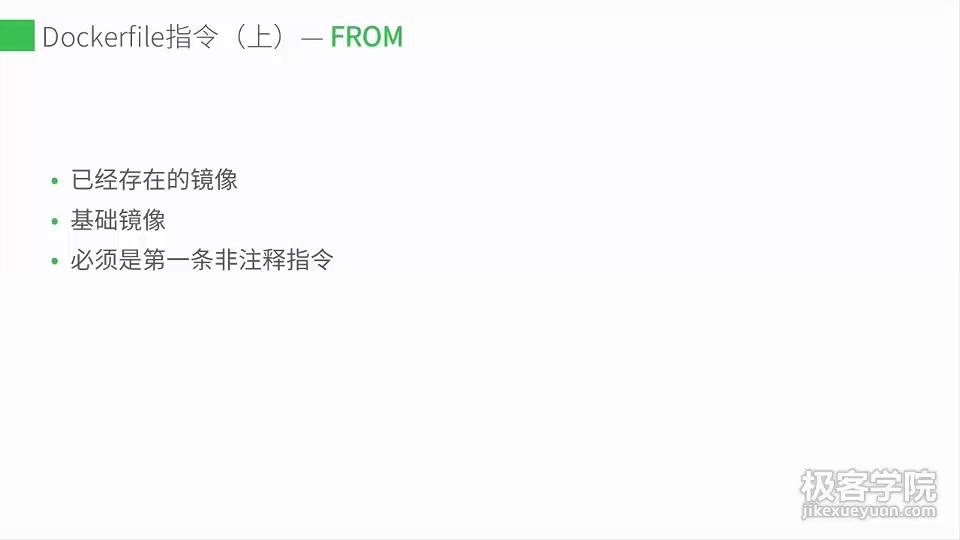 Dockerfile指令（上）— FROM
• 已经存在的镜像
• 基础镜像
• 必须是第一条非注释指令
极客学院
jikexueyuan.com